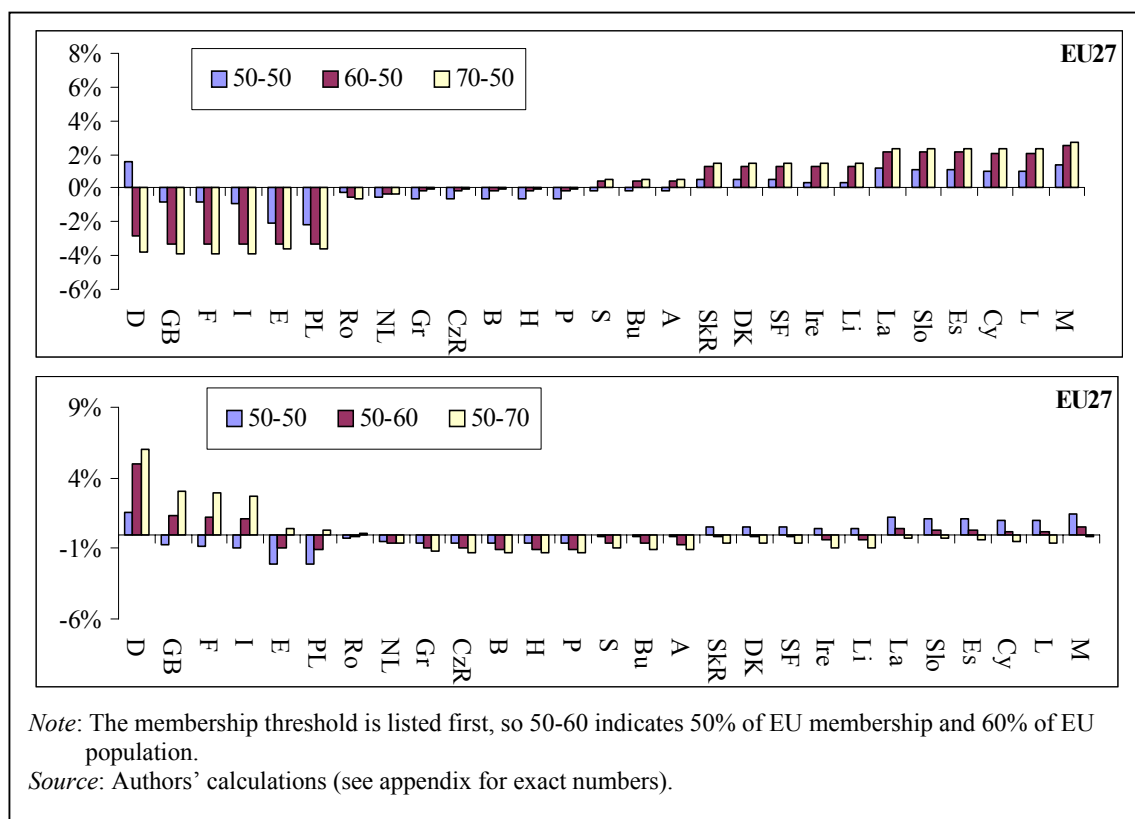 EU27
8%
6%
4%
2%
0%
-2%
-4%
-6%
50-50 60-50 70-50
D GB F I E PL Ro NL Gr CzR B H P S Bu A SkR DK SF Ire Li La Slo Es Cy L M
EU27
9%
4%
-1%
-6%
50-50 50-60 50-70
D GB F I E PL Ro NL Gr CzR B H P S Bu A SkR DK SF Ire Li La Slo Es Cy L M
Note: The membership threshold is listed first, so 50-60 indicates 50% of EU membership and 60% of EU
population.
Source: Authors’ calculations (see appendix for exact numbers).